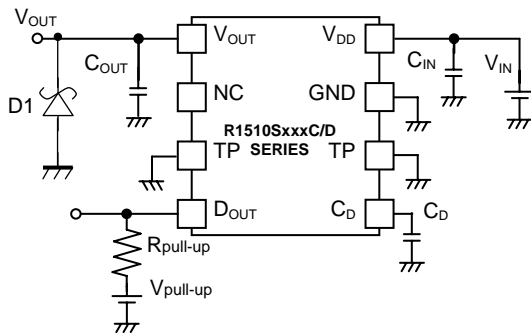 VOUT
COUT
D1
VOUT
NC
TP
DOUT
R1510SxxxC/D
SERIES
VDD
GND
TP
CD
CIN
VIN
CD
Rpull-up
Vpull-up